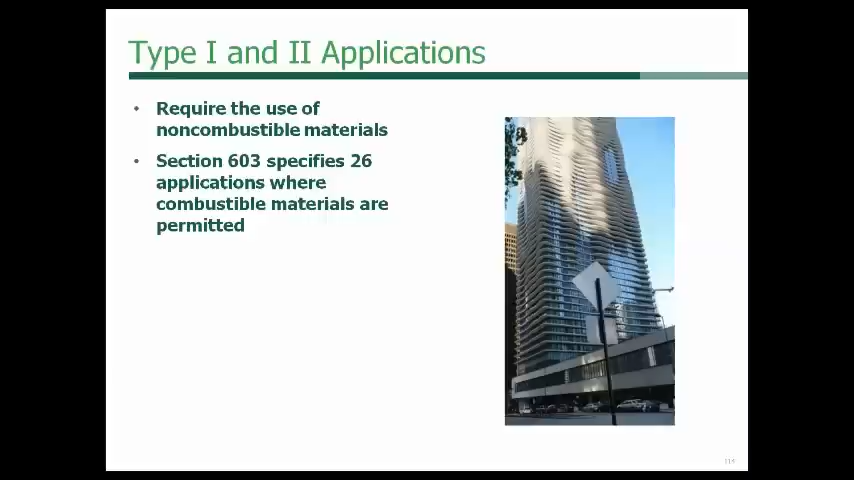 Type I and II Applications
• Require the use of
noncombustible materials
• Section 603 specifies 26
applications where
combustible materials are
permitted
114